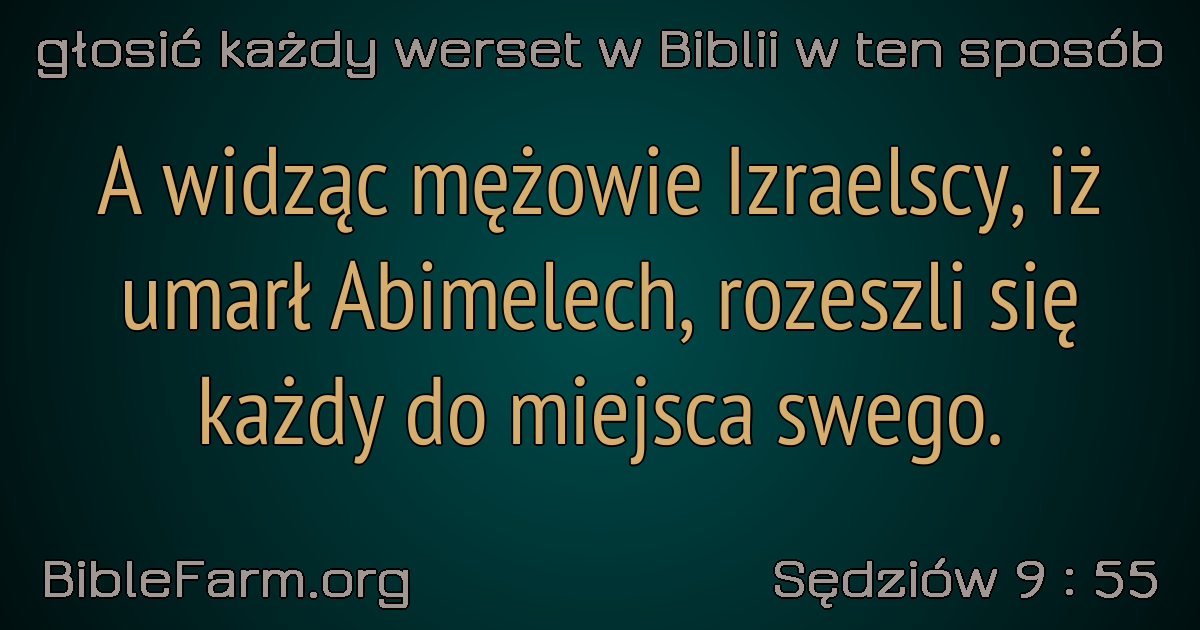 głosić każdy werset w Biblii w ten sposób
A widząc mężowie Izraelscy, iż
umarł Abimelech, rozeszli się
każdy do miejsca swego.
BibleFarm.org
Sędziów 9 : 55